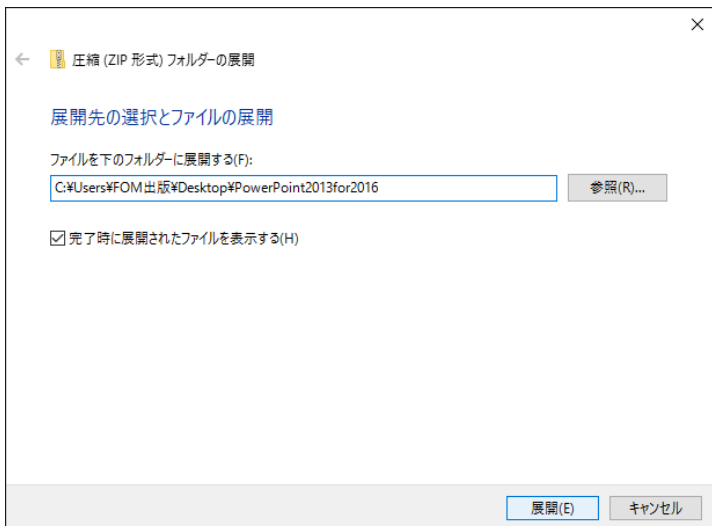 圧縮 (ZIP 形式) フォルダーの展開
展開先の選択とファイルの展開
ファイルを下のフォルダーに展開する(F):
C:¥Users¥FOM出版¥Desktop¥PowerPoint2013for2016
参照(R)...
完了時に展開されたファイルを表示する(H)
展開(E)
キャンセル